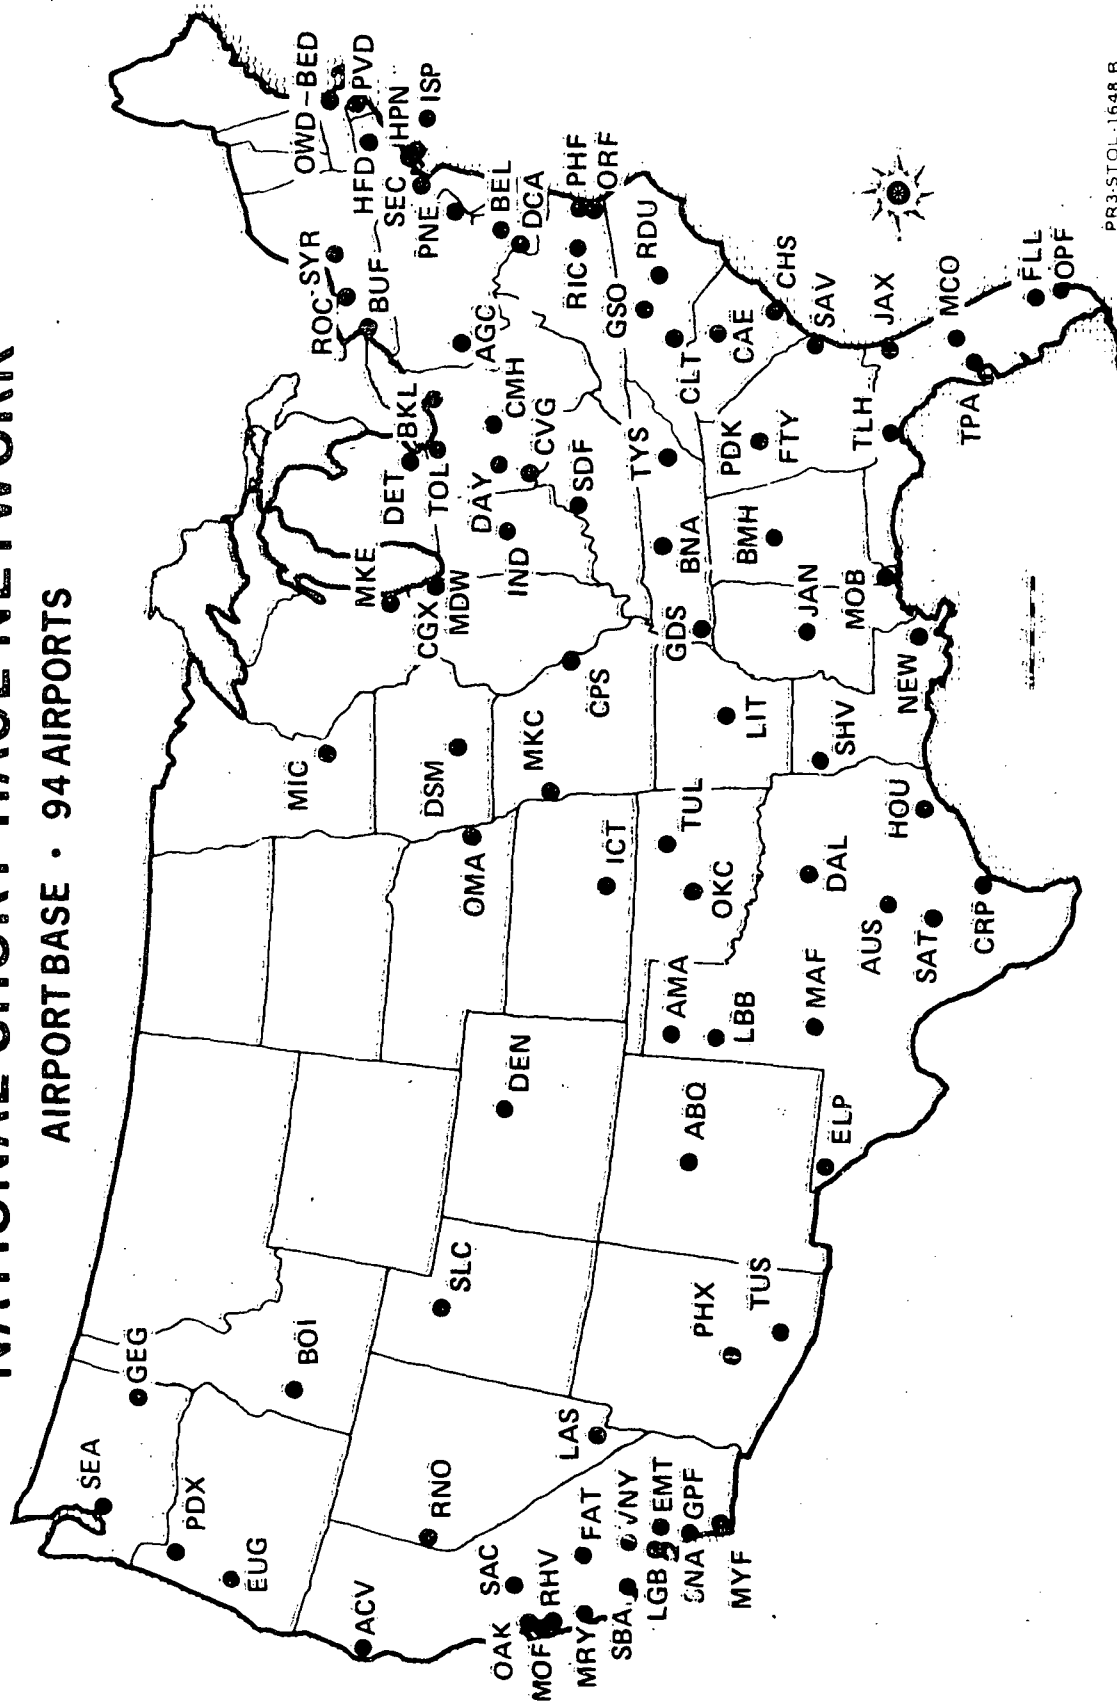 AIRPORT BASE · 94 AIRPORTS
SEA
GEG
PDX
EUG
BOI
ACV
RNO
SLC
SAC
OAK
MOF
RHV
MRY
FAT
LAS
SBA
VNY
LGB
EMT
SNA
GPF
MYF
PHX
TUS
DEN
ABQ
ELP
AMA
LBB
MAF
OMA
ICT
TUL
OKC
DAL
AUS
SAT
CRP
HOU
MIC
DSM
MKC
CPS
LIT
SHV
NEW
MKE
CGX
MDW
GDS
JAN
MOB
DET
TOL
BKL
DAY
IND
CMH
CVG
SDF
TYS
BNA
BMH
PDK
FTY
TLH
TPA
ROC
SYR
BUF
AGC
OWD-BED
PVD
HFD
HPN
ISP
SEC
PNE
BEL
DCA
PHF
ORF
RIC
RDU
GSO
CLT
CAE
CHS
SAV
JAX
MCO
FLL
OPF
PR3-STOL-1648 B